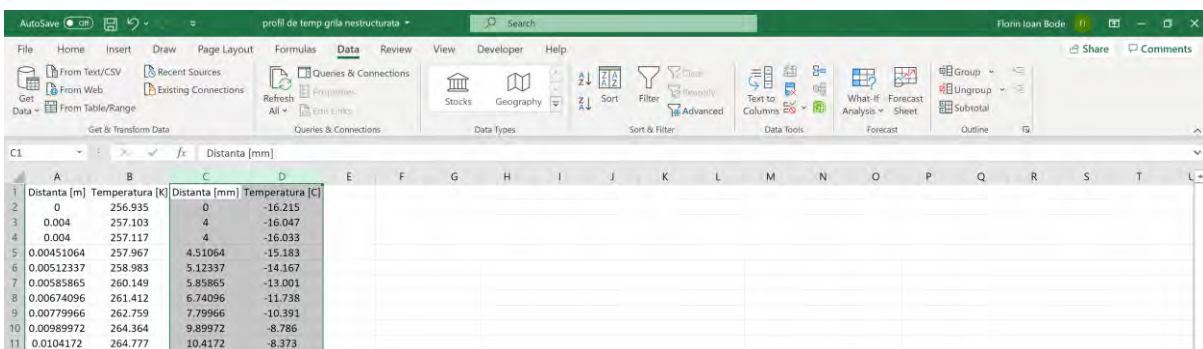 AutoSave Off profil de temp grila nestructurata Search Florin Ioan Bode FI
File Home Insert Draw Page Layout Formulas Data Review View Developer Help Share Comments
Get Data From Text/CSV From Web From Table/Range Recent Sources Existing Connections
Get & Transform Data
Refresh All Queries & Connections Properties Edit Links
Queries & Connections
Stocks Geography
Data Types
Sort Filter Clear Reapply Advanced
Sort & Filter
Text to Columns
Data Tools
What-If Analysis Forecast Sheet
Forecast
Group Ungroup Subtotal
Outline
C1 fx Distanta [mm]
A B C D E F G H I J K L M N O P Q R S T
1 Distanta [m] Temperatura [K] Distanta [mm] Temperatura [C]
2 0 256.935 0 -16.215
3 0.004 257.103 4 -16.047
4 0.004 257.117 4 -16.033
5 0.00451064 257.967 4.51064 -15.183
6 0.00512337 258.983 5.12337 -14.167
7 0.00585865 260.149 5.85865 -13.001
8 0.00674096 261.412 6.74096 -11.738
9 0.00779966 262.759 7.79966 -10.391
10 0.00989972 264.364 9.89972 -8.786
11 0.0104172 264.777 10.4172 -8.373